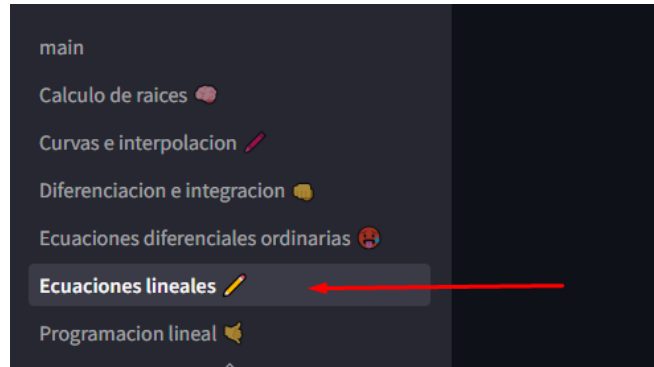 main
Calculo de raices 🧠
Curvas e interpolacion 🖍️
Diferenciacion e integracion 👊
Ecuaciones diferenciales ordinarias 🥵
Ecuaciones lineales ✏️
Programacion lineal 🤙